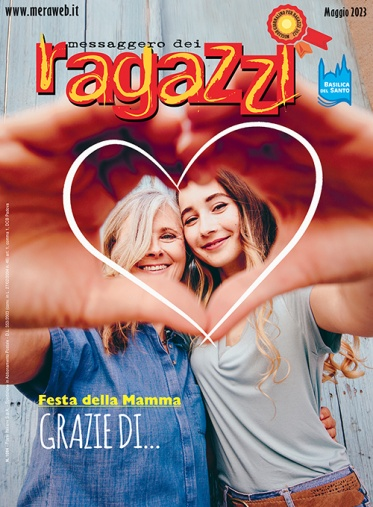 www.meraweb.it
Maggio 2023
messaggero dei
ragazzi
BASILICA
DEL SANTO
Festa della Mamma
GRAZIE DI...